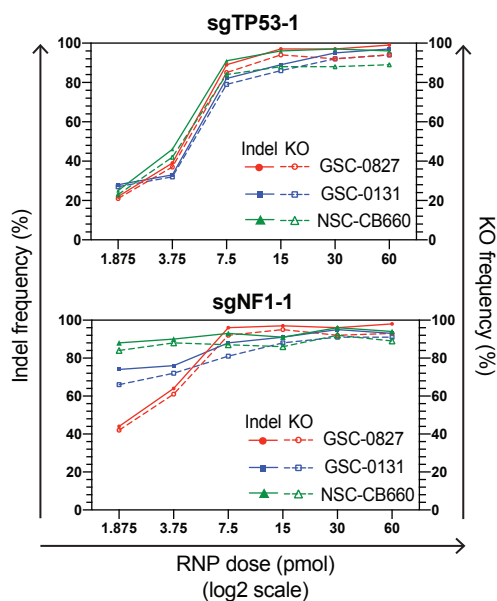 sgTP53-1
100 100
80 80
60 60
40 40
20 20
0 0
Indel KO
GSC-0827
GSC-0131
NSC-CB660
1.875 3.75 7.5 15 30 60
Indel frequency (%)
KO frequency (%)
sgNF1-1
100 100
80 80
60 60
40 40
20 20
0 0
Indel KO
GSC-0827
GSC-0131
NSC-CB660
1.875 3.75 7.5 15 30 60
RNP dose (pmol)
(log2 scale)